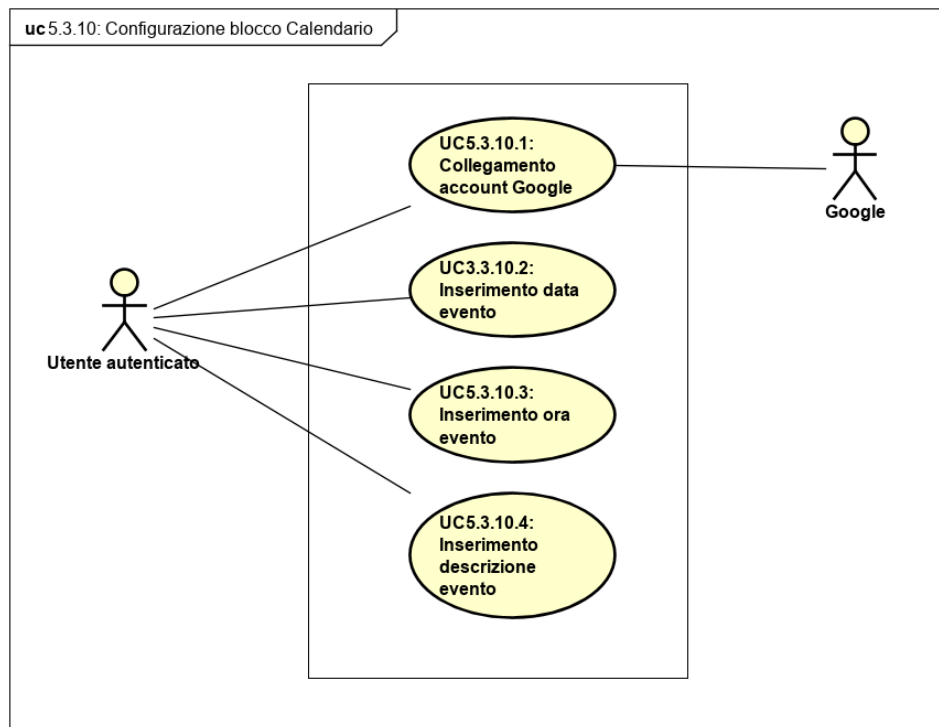 uc 5.3.10: Configurazione blocco Calendario
UC5.3.10.1:
Collegamento
account Google
Google
UC3.3.10.2:
Inserimento data
evento
Utente autenticato
UC5.3.10.3:
Inserimento ora
evento
UC5.3.10.4:
Inserimento
descrizione
evento